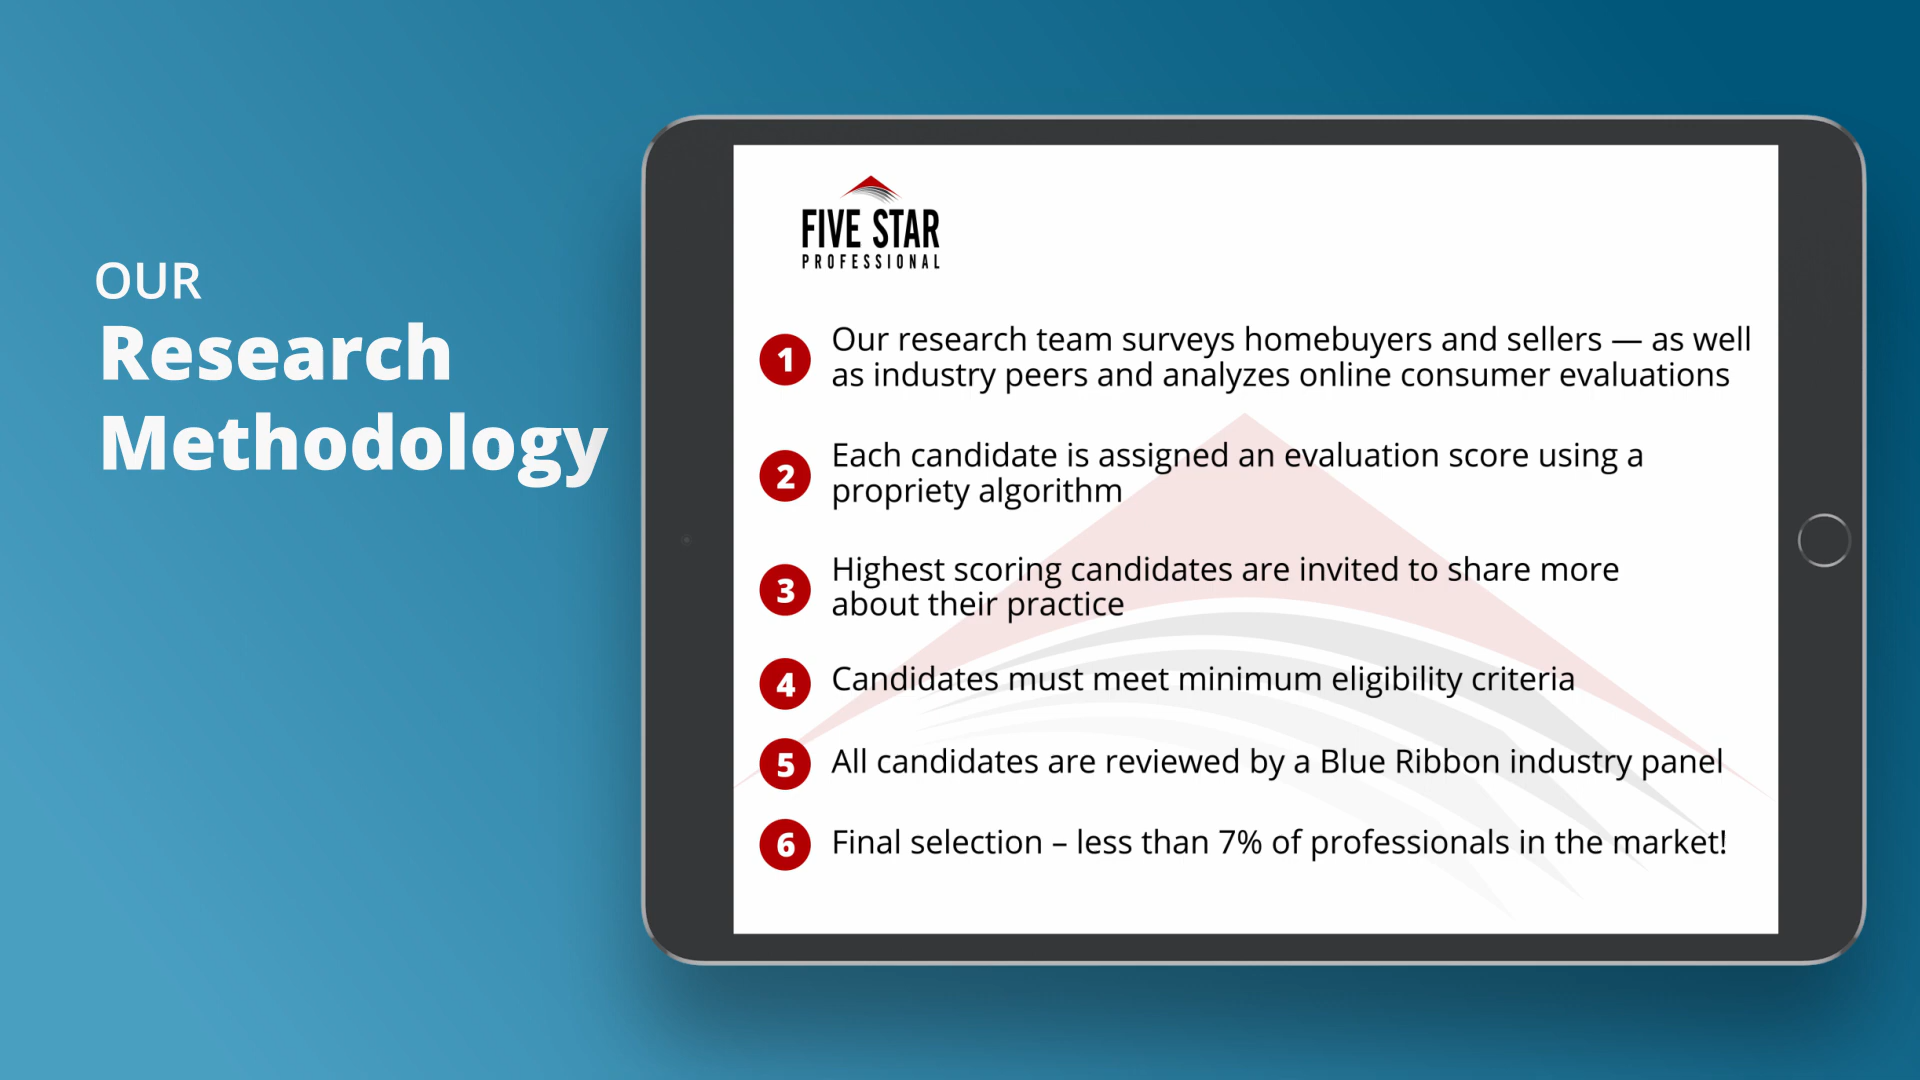 OUR
Research
Methodology
FIVE STAR
PROFESSIONAL
1 Our research team surveys homebuyers and sellers — as well
as industry peers and analyzes online consumer evaluations
2 Each candidate is assigned an evaluation score using a
propriety algorithm
3 Highest scoring candidates are invited to share more
about their practice
4 Candidates must meet minimum eligibility criteria
5 All candidates are reviewed by a Blue Ribbon industry panel
6 Final selection – less than 7% of professionals in the market!